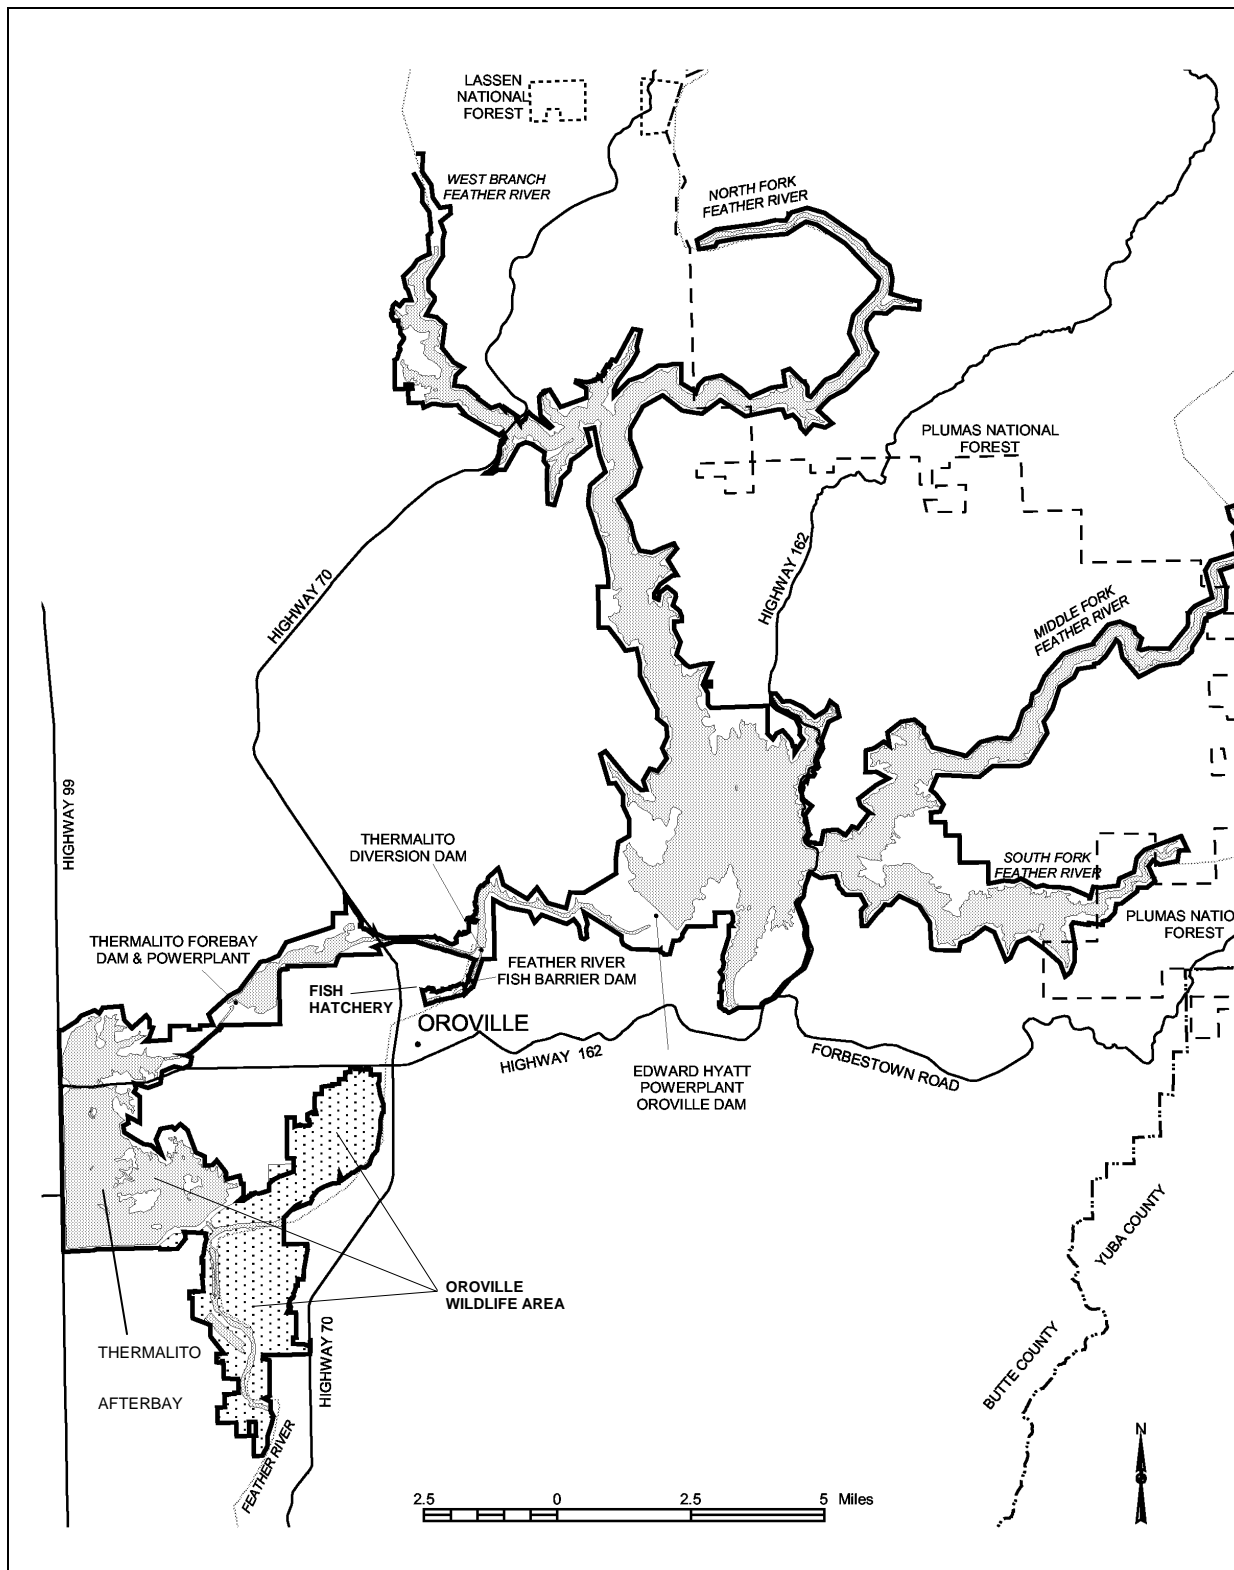 LASSEN
NATIONAL
FOREST
WEST BRANCH
FEATHER RIVER
NORTH FORK
FEATHER RIVER
PLUMAS NATIONAL
FOREST
HIGHWAY 70
HIGHWAY 162
MIDDLE FORK
FEATHER RIVER
HIGHWAY 99
THERMALITO
DIVERSION DAM
SOUTH FORK
FEATHER RIVER
PLUMAS NATIO
FOREST
THERMALITO FOREBAY
DAM & POWERPLANT
FEATHER RIVER
FISH BARRIER DAM
FISH
HATCHERY
OROVILLE
HIGHWAY 162
FORBESTOWN ROAD
EDWARD HYATT
POWERPLANT
OROVILLE DAM
YUBA COUNTY
OROVILLE
WILDLIFE AREA
THERMALITO
AFTERBAY
HIGHWAY 70
BUTTE COUNTY
FEATHER RIVER
N
2.5 0 2.5 5 Miles